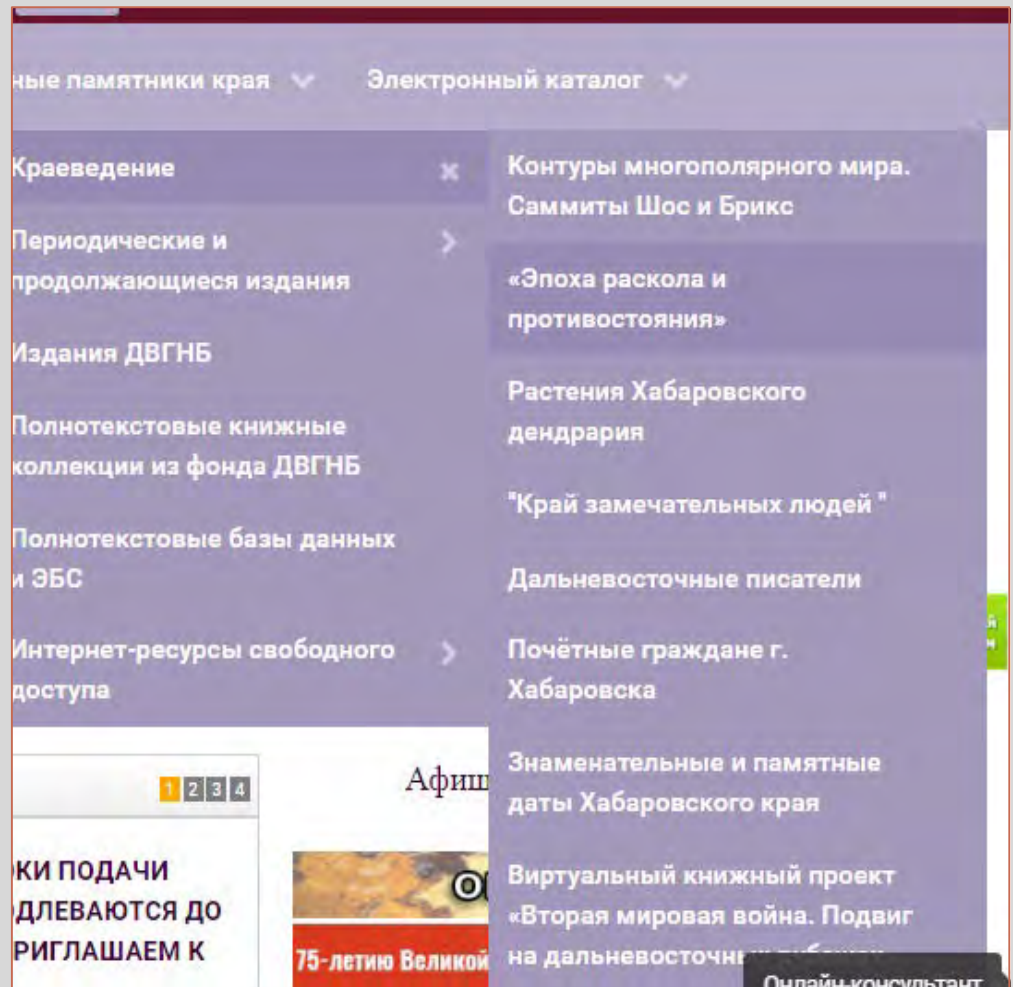 ные памятники края
Электронный каталог
Краеведение
Периодические и
продолжающиеся издания
Издания ДВГНБ
Полнотекстовые книжные
коллекции из фонда ДВГНБ
Полнотекстовые базы данных
и ЭБС
Интернет-ресурсы свободного
доступа
Контуры многополярного мира.
Саммиты Шос и Брикс
«Эпоха раскола и
противостояния»
Растения Хабаровского
дендрария
"Край замечательных людей "
Дальневосточные писатели
Почётные граждане г.
Хабаровска
Знаменательные и памятные
даты Хабаровского края
Виртуальный книжный проект
«Вторая мировая война. Подвиг
на дальневосточны
1 2 3 4
КИ ПОДАЧИ
ДЛЕВАЮТСЯ ДО
РИГЛАШАЕМ К
Афиш
75-летию Великой
Онлайн-консультант